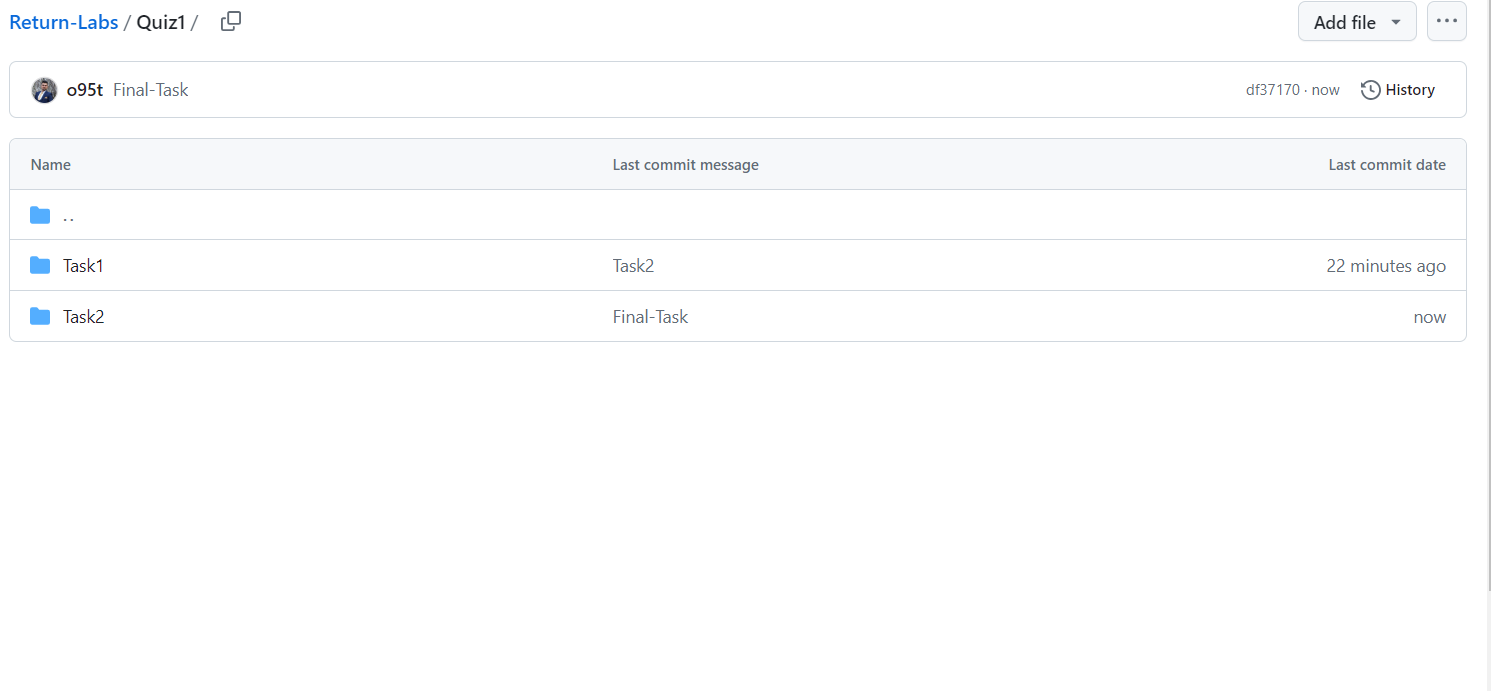 Return-Labs / Quiz1 /
Add file
o95t Final-Task
df37170 · now History
Name Last commit message Last commit date
..
Task1 Task2 22 minutes ago
Task2 Final-Task now